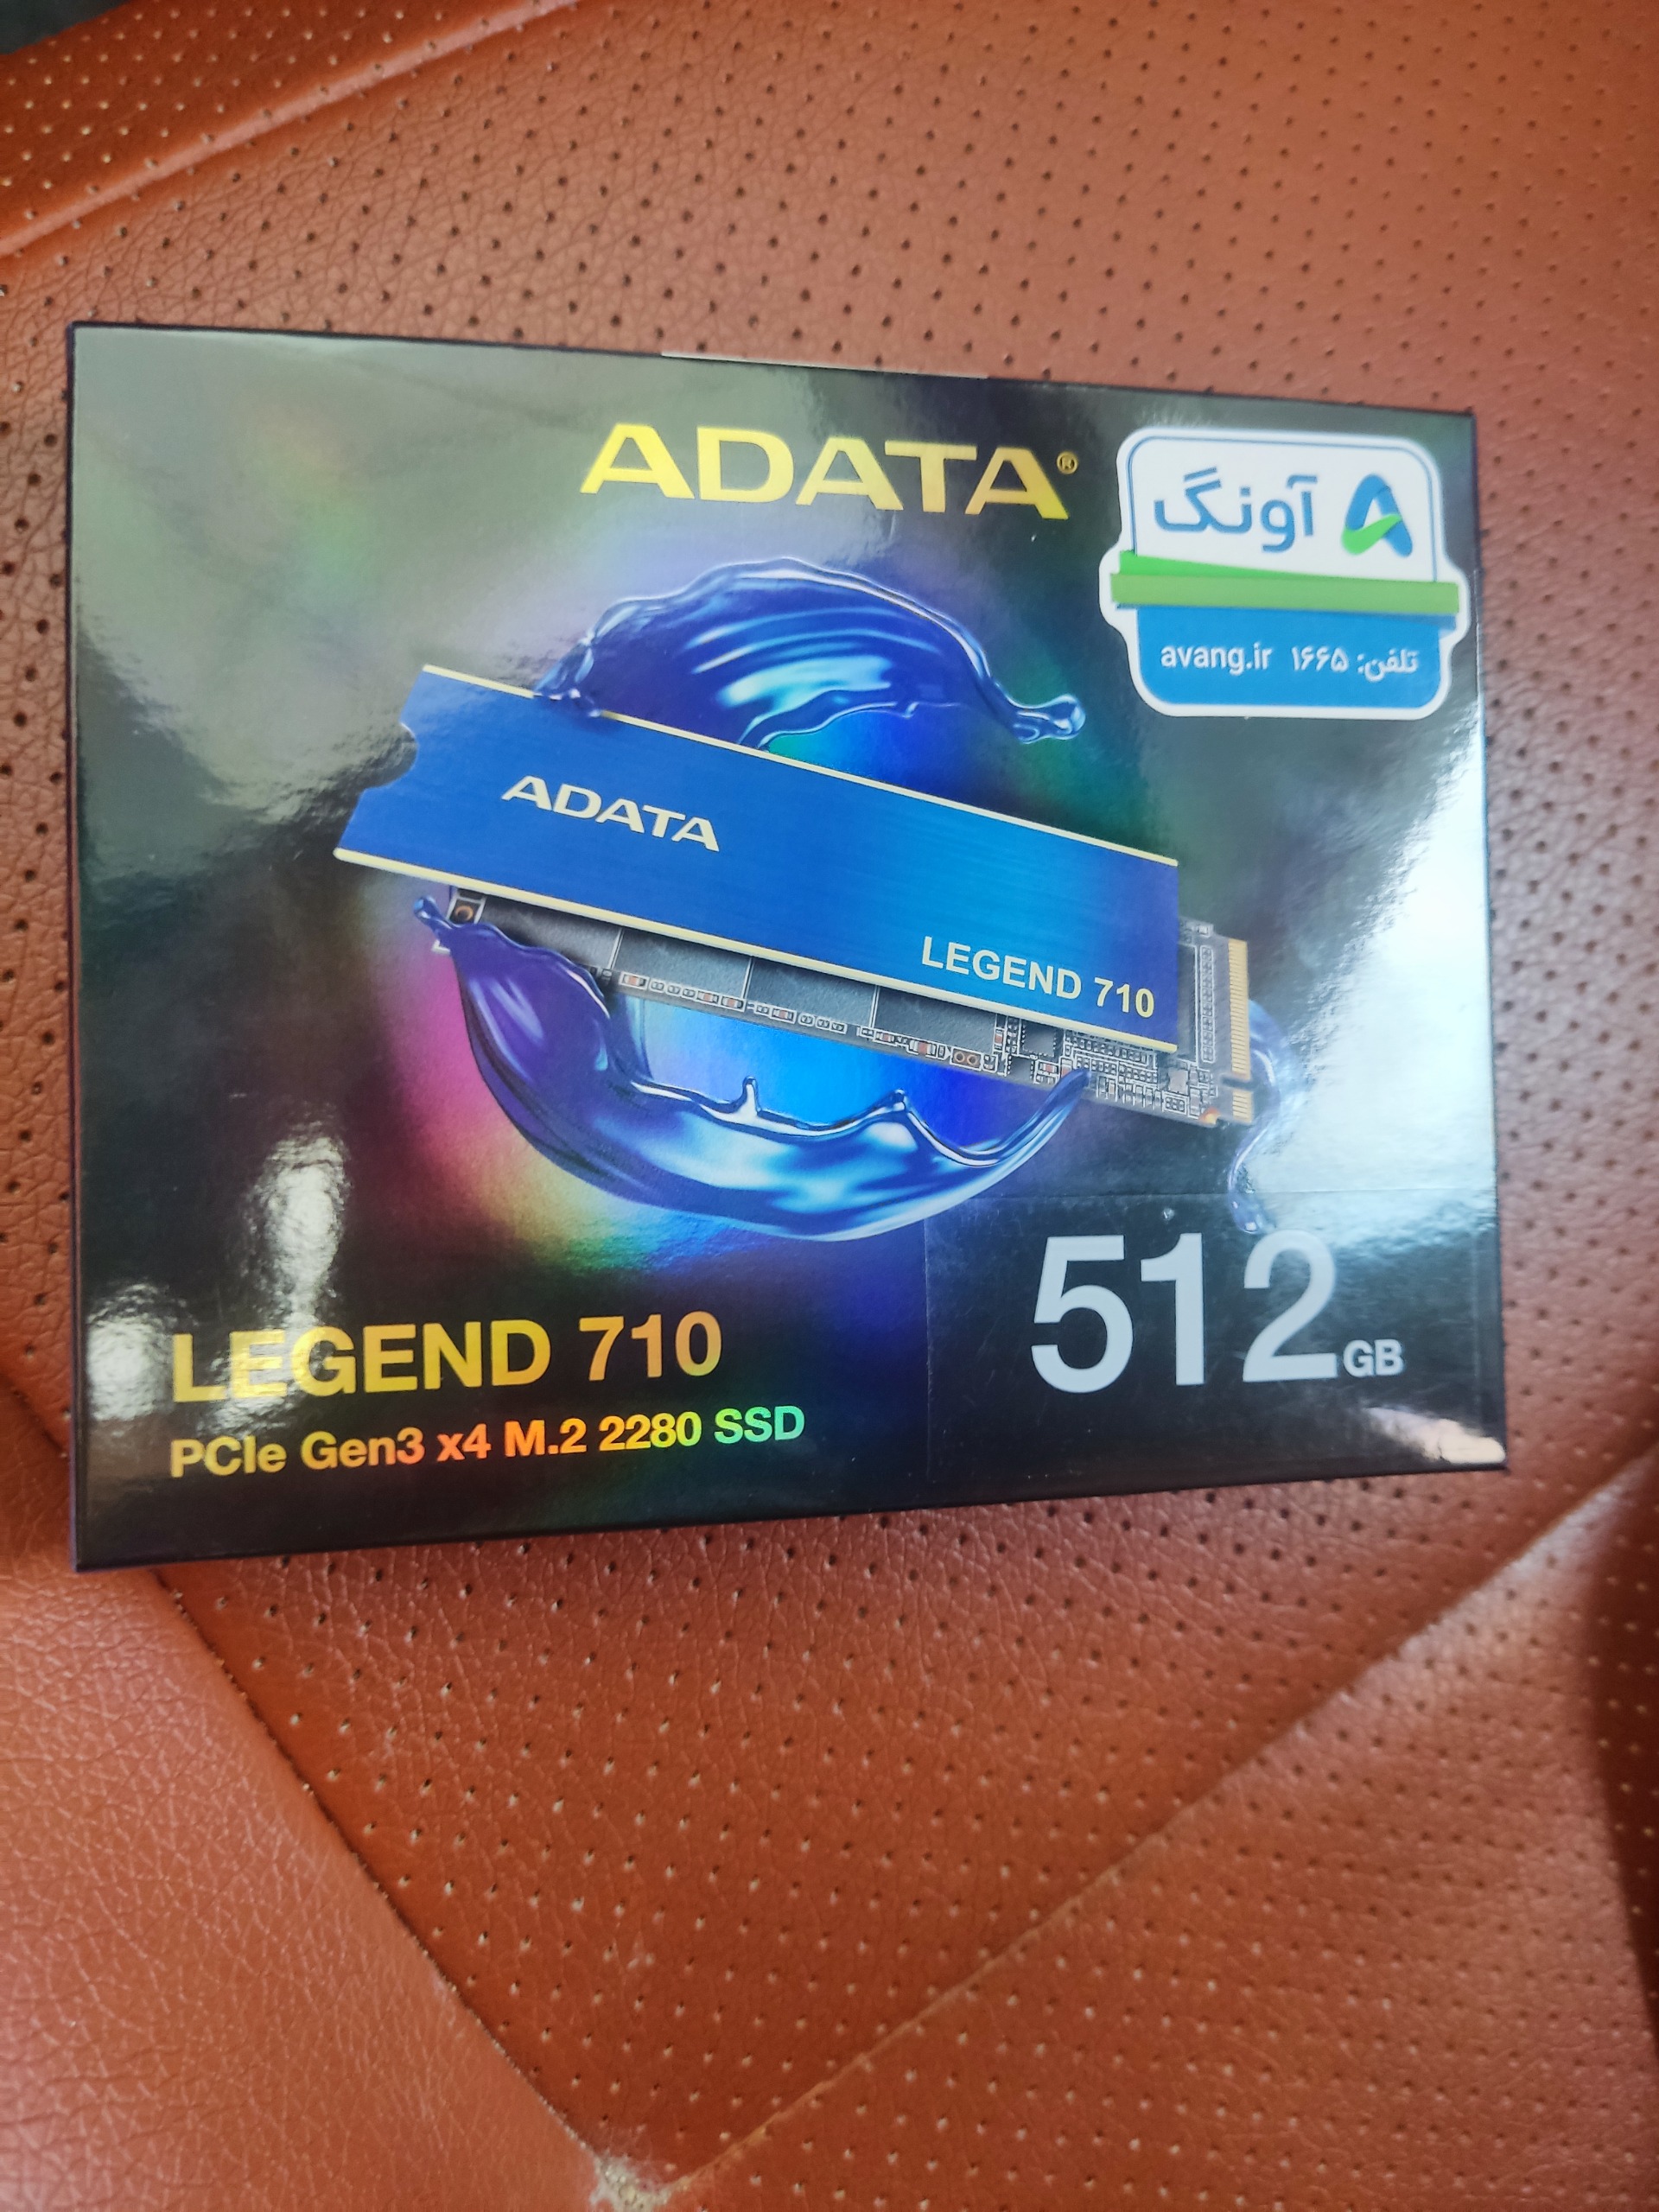 ADATA®
آونگ
تلفن: ۱۶۶۵ avang.ir
ADATA
LEGEND 710
512GB
LEGEND 710
PCIe Gen3 x4 M.2 2280 SSD